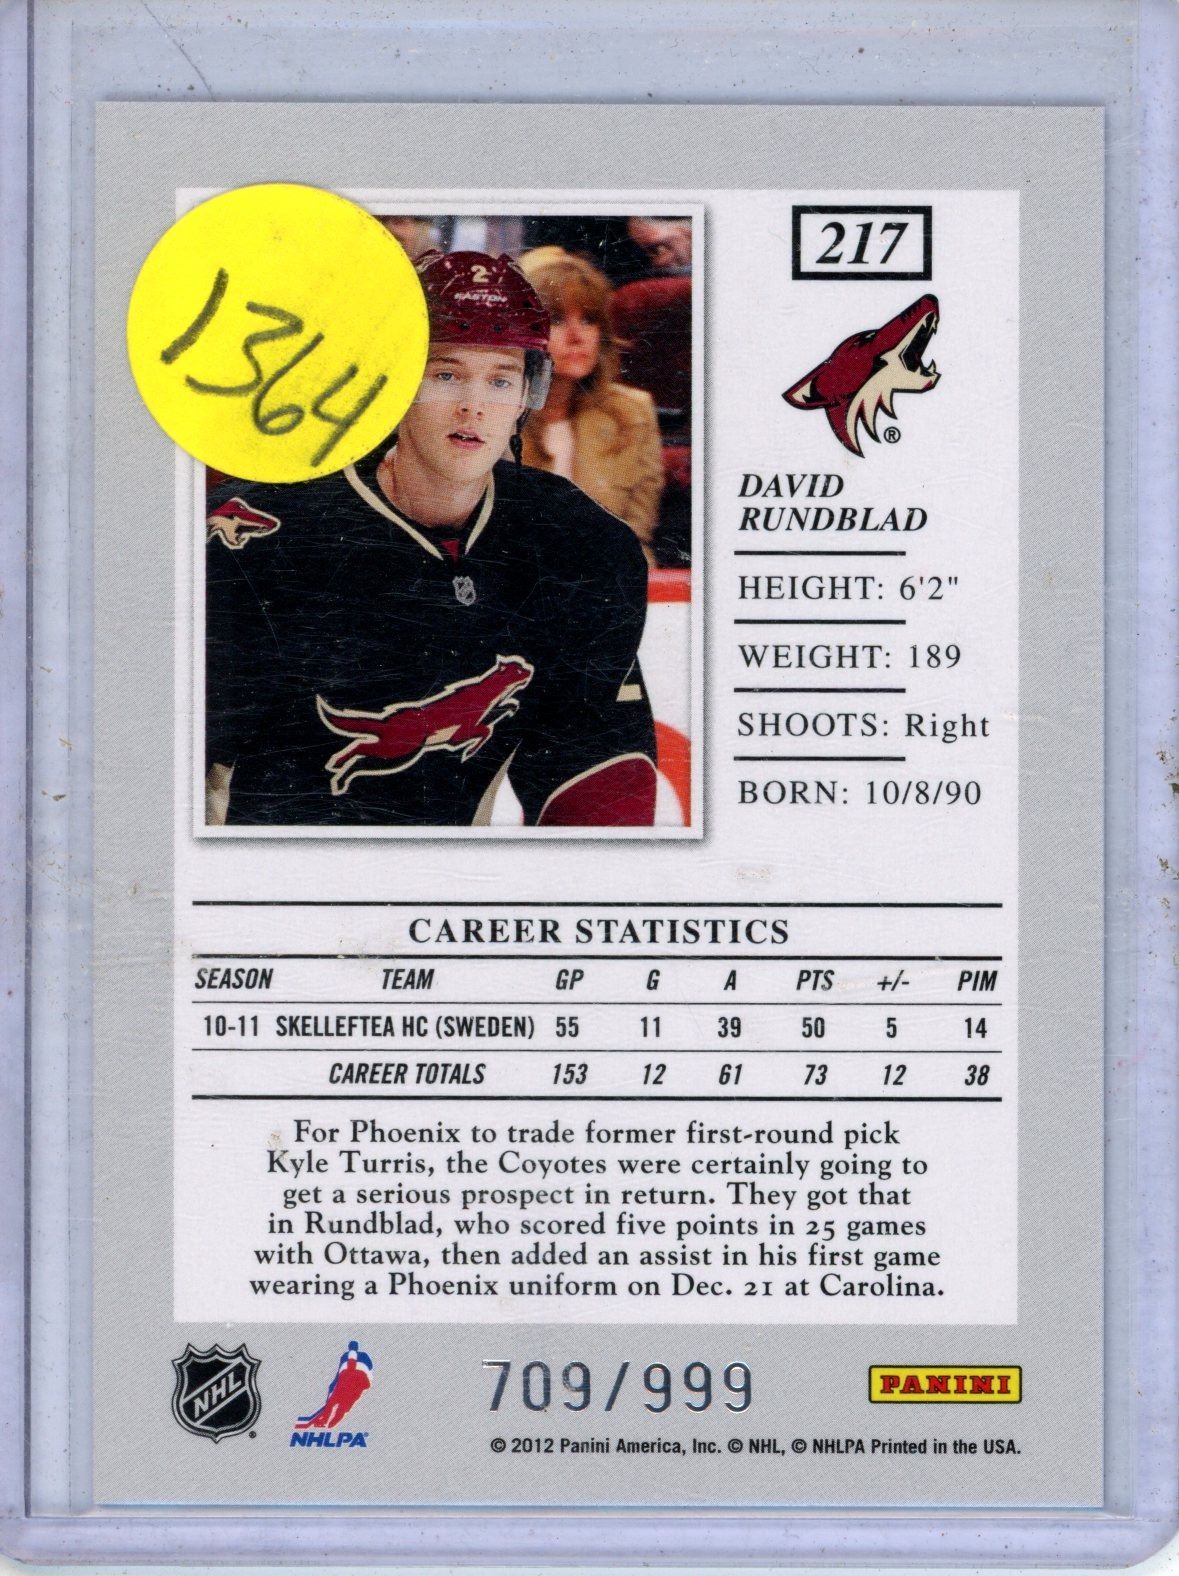 1364
2
EASTON
217
®
DAVID
RUNDBLAD
HEIGHT: 6'2"
WEIGHT: 189
SHOOTS: Right
BORN: 10/8/90
CAREER STATISTICS
SEASON TEAM GP G A PTS +/- PIM
10-11 SKELLEFTEA HC (SWEDEN) 55 11 39 50 5 14
CAREER TOTALS 153 12 61 73 12 38
For Phoenix to trade former first-round pick
Kyle Turris, the Coyotes were certainly going to
get a serious prospect in return. They got that
in Rundblad, who scored five points in 25 games
with Ottawa, then added an assist in his first game
wearing a Phoenix uniform on Dec. 21 at Carolina.
NHL
NHLPA
709/999
PANINI
© 2012 Panini America, Inc. © NHL, © NHLPA Printed in the USA.